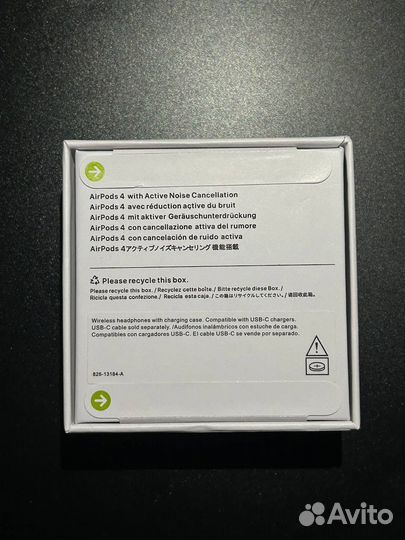 AirPods 4 with Active Noise Cancellation
AirPods 4 avec réduction active du bruit
AirPods 4 mit aktiver Geräuschunterdrückung
AirPods 4 con cancellazione attiva del rumore
AirPods 4 con cancelación de ruido activa
AirPods 4アクティブノイズキャンセリング機能搭載
Please recycle this box.
Please recycle this box. / Recyclez cette boîte. / Bitte recycle diese Box. /
Ricicla questa confezione. / Recicla esta caja. / この箱はリサイクルしてください。/请回收此箱。
Wireless headphones with charging case. Compatible with USB-C chargers.
USB-C cable sold separately. /Audífonos inalámbricos con estuche de carga.
Compatibles con cargadores USB-C. El cable USB-C se vende por separado.
826-13184-A
Avito